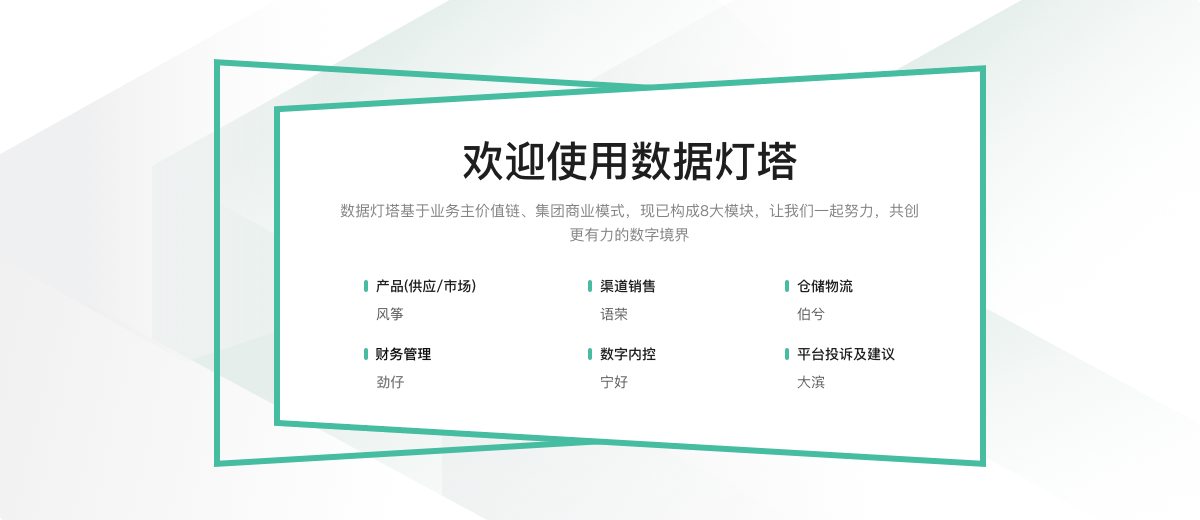 欢迎使用数据灯塔
数据灯塔基于业务主价值链、集团商业模式，现已构成8大模块，让我们一起努力，共创
更有力的数字境界
产品(供应/市场)
渠道销售
仓储物流
风筝
语荣
伯兮
财务管理
数字内控
平台投诉及建议
劲仔
宁好
大滨